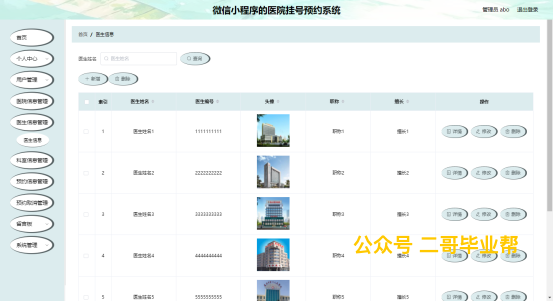 微信小程序的医院挂号预约系统
管理员 abo 退出登录
首页
个人中心
用户管理
医院信息管理
医生信息管理
医生信息
科室信息管理
预约信息管理
预约取消管理
留言板
系统管理
首页 / 医生信息
医生姓名 医生姓名 查询
+ 新增 删除
索引 医生姓名 医生编号 头像 职称 擅长 操作
1 医生姓名1 1111111111 职称1 擅长1 详情 修改 删除
2 医生姓名2 2222222222 职称2 擅长2 详情 修改 删除
3 医生姓名3 3333333333 职称3 擅长3 详情 修改 删除
公众号 二哥毕业帮
4 医生姓名4 4444444444 职称4 擅长4 详情 修改 删除
5 医生姓名5 5555555555 职称5 擅长5 详情 修改 删除